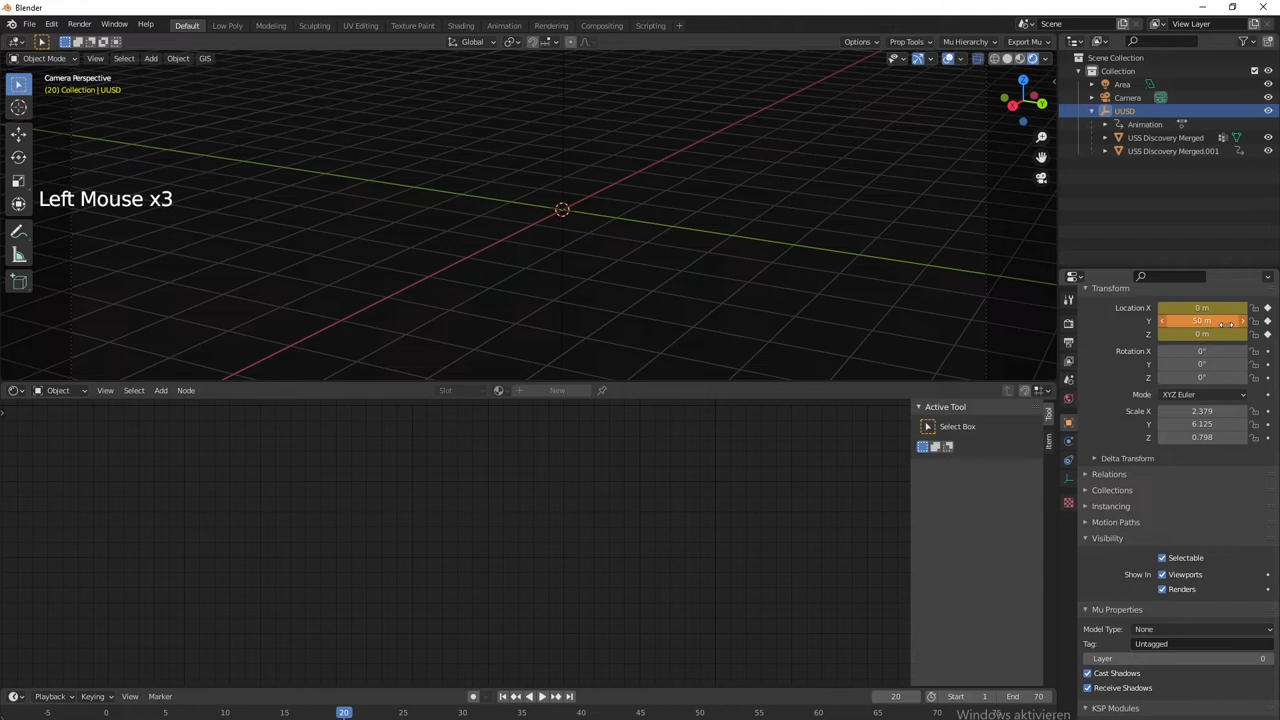 Blender
File Edit Render Window Help
Default Low Poly Modeling Sculpting UV Editing Texture Paint Shading Animation Rendering Compositing Scripting +
Scene View Layer
Global Options Prop Tools Mu Hierarchy Export Mu
Object Mode View Select Add Object GIS
Camera Perspective
(20) Collection | UUSD
Z
Y
X
Left Mouse x3
Scene Collection
Collection
Area
Camera
UUSD
Animation
USS Discovery Merged
USS Discovery Merged.001
Transform
Location X 0 m
Y 50 m
Z 0 m
Rotation X 0°
Y 0°
Z 0°
Mode XYZ Euler
Scale X 2.379
Y 6.125
Z 0.798
Delta Transform
Relations
Collections
Instancing
Motion Paths
Visibility
Selectable
Show In Viewports
Renders
Mu Properties
Model Type: None
Tag: Untagged
Layer 0
Cast Shadows
Receive Shadows
KSP Modules
Object View Select Add Node Slot + New
Active Tool
Select Box
Tool
Item
Playback Keying View Marker 20 Start 1 End 70
-5 0 5 10 15 20 25 30 35 40 45 50 55 60 65 70 75
Windows aktivieren